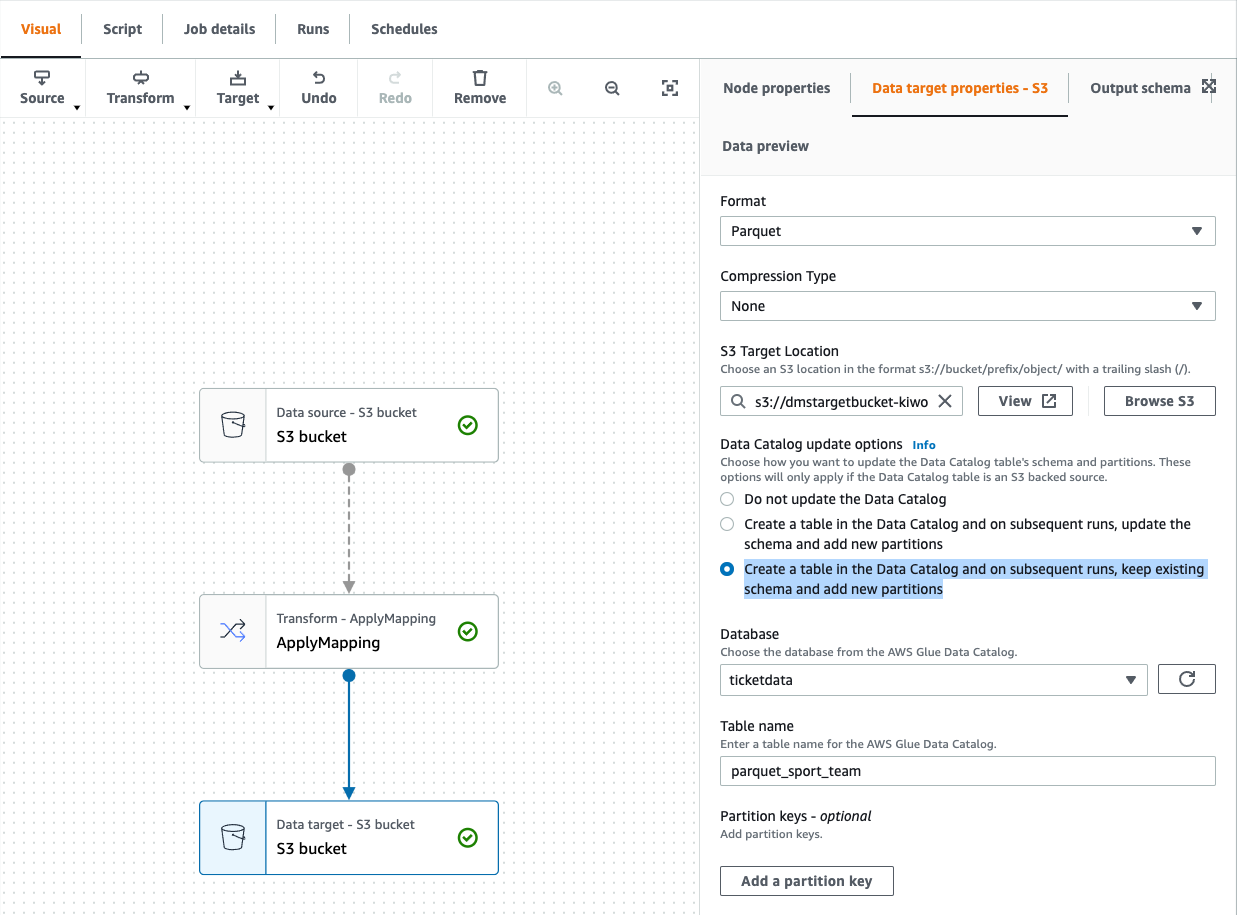 Visual
Script
Job details
Runs
Schedules
Source
Transform
Target
Undo
Redo
Remove
Node properties
Data target properties - S3
Output schema
Data preview
Format
Parquet
Compression Type
None
S3 Target Location
Choose an S3 location in the format s3://bucket/prefix/object/ with a trailing slash (/).
s3://dmstargetbucket-kiwo
View
Browse S3
Data Catalog update options Info
Choose how you want to update the Data Catalog table's schema and partitions. These
options will only apply if the Data Catalog table is an S3 backed source.
Do not update the Data Catalog
Create a table in the Data Catalog and on subsequent runs, update the
schema and add new partitions
Create a table in the Data Catalog and on subsequent runs, keep existing
schema and add new partitions
Database
Choose the database from the AWS Glue Data Catalog.
ticketdata
Table name
Enter a table name for the AWS Glue Data Catalog.
parquet_sport_team
Partition keys - optional
Add partition keys.
Add a partition key
Data source - S3 bucket
S3 bucket
Transform - ApplyMapping
ApplyMapping
Data target - S3 bucket
S3 bucket